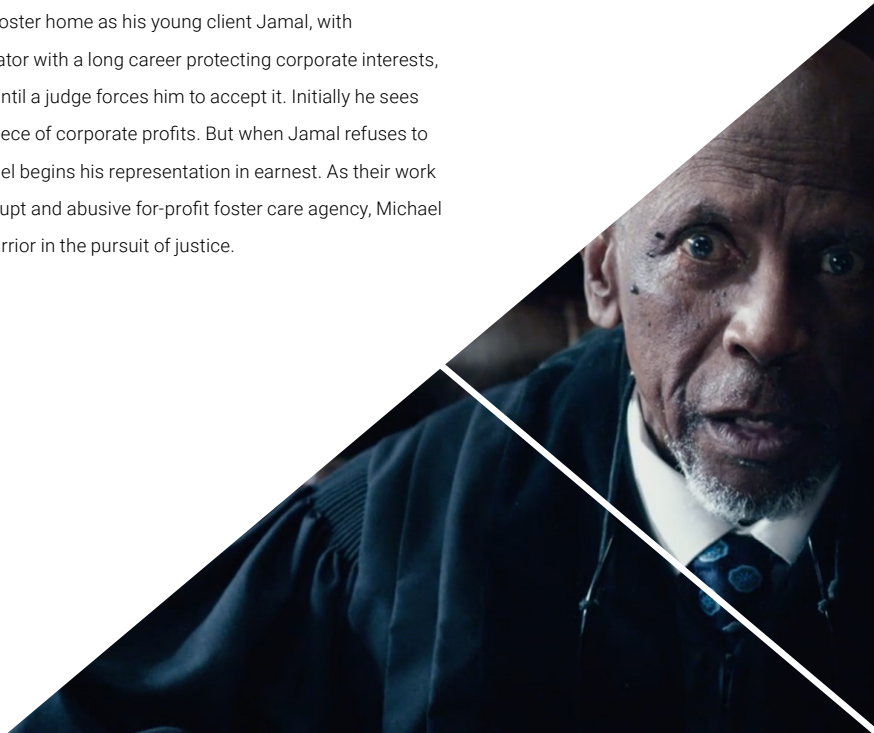 oster home as his young client Jamal, with
ator with a long career protecting corporate interests,
ntil a judge forces him to accept it. Initially he sees
ece of corporate profits. But when Jamal refuses to
el begins his representation in earnest. As their work
upt and abusive for-profit foster care agency, Michael
rrior in the pursuit of justice.